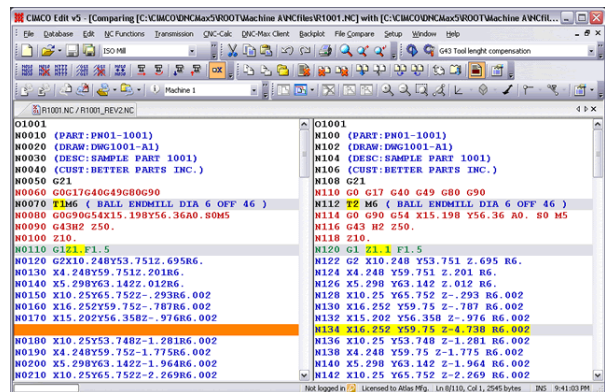 CIMCO Edit v5 - [Comparing [C:\CIMCO\DNCMax5\ROOT\Machine A\NCfiles\R1001.NC] with [C:\CIMCO\DNCMax5\ROOT\Machine A\NCfil...
File Database Edit NC Functions Transmission CNC-Calc DNC-Max Client Backplot File Compare Setup Window Help
ISO Mill
G43 Tool lenght compensation
Machine 1
R1001.NC / R1001_REV2.NC
O1001
N0010 (PART:PN01-1001)
N0020 (DRAW:DWG1001-A1)
N0030 (DESC:SAMPLE PART 1001)
N0040 (CUST:BETTER PARTS INC.)
N0050 G21
N0060 G0G17G40G49G80G90
N0070 T1M6 ( BALL ENDMILL DIA 6 OFF 46 )
N0080 G0G90G54X15.198Y56.36A0.S0M5
N0090 G43H2 Z50.
N0100 Z10.
N0110 G1Z1.F1.5
N0120 G2X10.248Y53.751Z.695R6.
N0130 X4.248Y59.751Z.201R6.
N0140 X5.298Y63.142Z.012R6.
N0150 X10.25Y65.752Z-.293R6.002
N0160 X16.252Y59.75Z-.787R6.002
N0170 X15.202Y56.358Z-.976R6.002
N0180 X10.25Y53.748Z-1.281R6.002
N0190 X4.248Y59.75Z-1.775R6.002
N0200 X5.298Y63.142Z-1.964R6.002
N0210 X10.25Y65.752Z-2.269R6.002
O1001
N100 (PART:PN01-1001)
N102 (DRAW:DWG1001-A1)
N104 (DESC:SAMPLE PART 1001)
N106 (CUST:BETTER PARTS INC.)
N108 G21
N110 G0 G17 G40 G49 G80 G90
N112 T2 M6 ( BALL ENDMILL DIA 6 OFF 46 )
N114 G0 G90 G54 X15.198 Y56.36 A0. S0 M5
N116 G43 H2 Z50.
N118 Z10.
N120 G1 Z1.1 F1.5
N122 G2 X10.248 Y53.751 Z.695 R6.
N124 X4.248 Y59.751 Z.201 R6.
N126 X5.298 Y63.142 Z.012 R6.
N128 X10.25 Y65.752 Z-.293 R6.002
N130 X16.252 Y59.75 Z-.787 R6.002
N132 X15.202 Y56.358 Z-.976 R6.002
N134 X16.252 Y59.75 Z-4.738 R6.002
N136 X10.25 Y53.748 Z-1.281 R6.002
N138 X4.248 Y59.75 Z-1.775 R6.002
N140 X5.298 Y63.142 Z-1.964 R6.002
N142 X10.25 Y65.752 Z-2.269 R6.002
Not logged in Licensed to Atlas Mfg. Ln 8/110, Col 1, 2545 bytes INS 9:41:03 PM